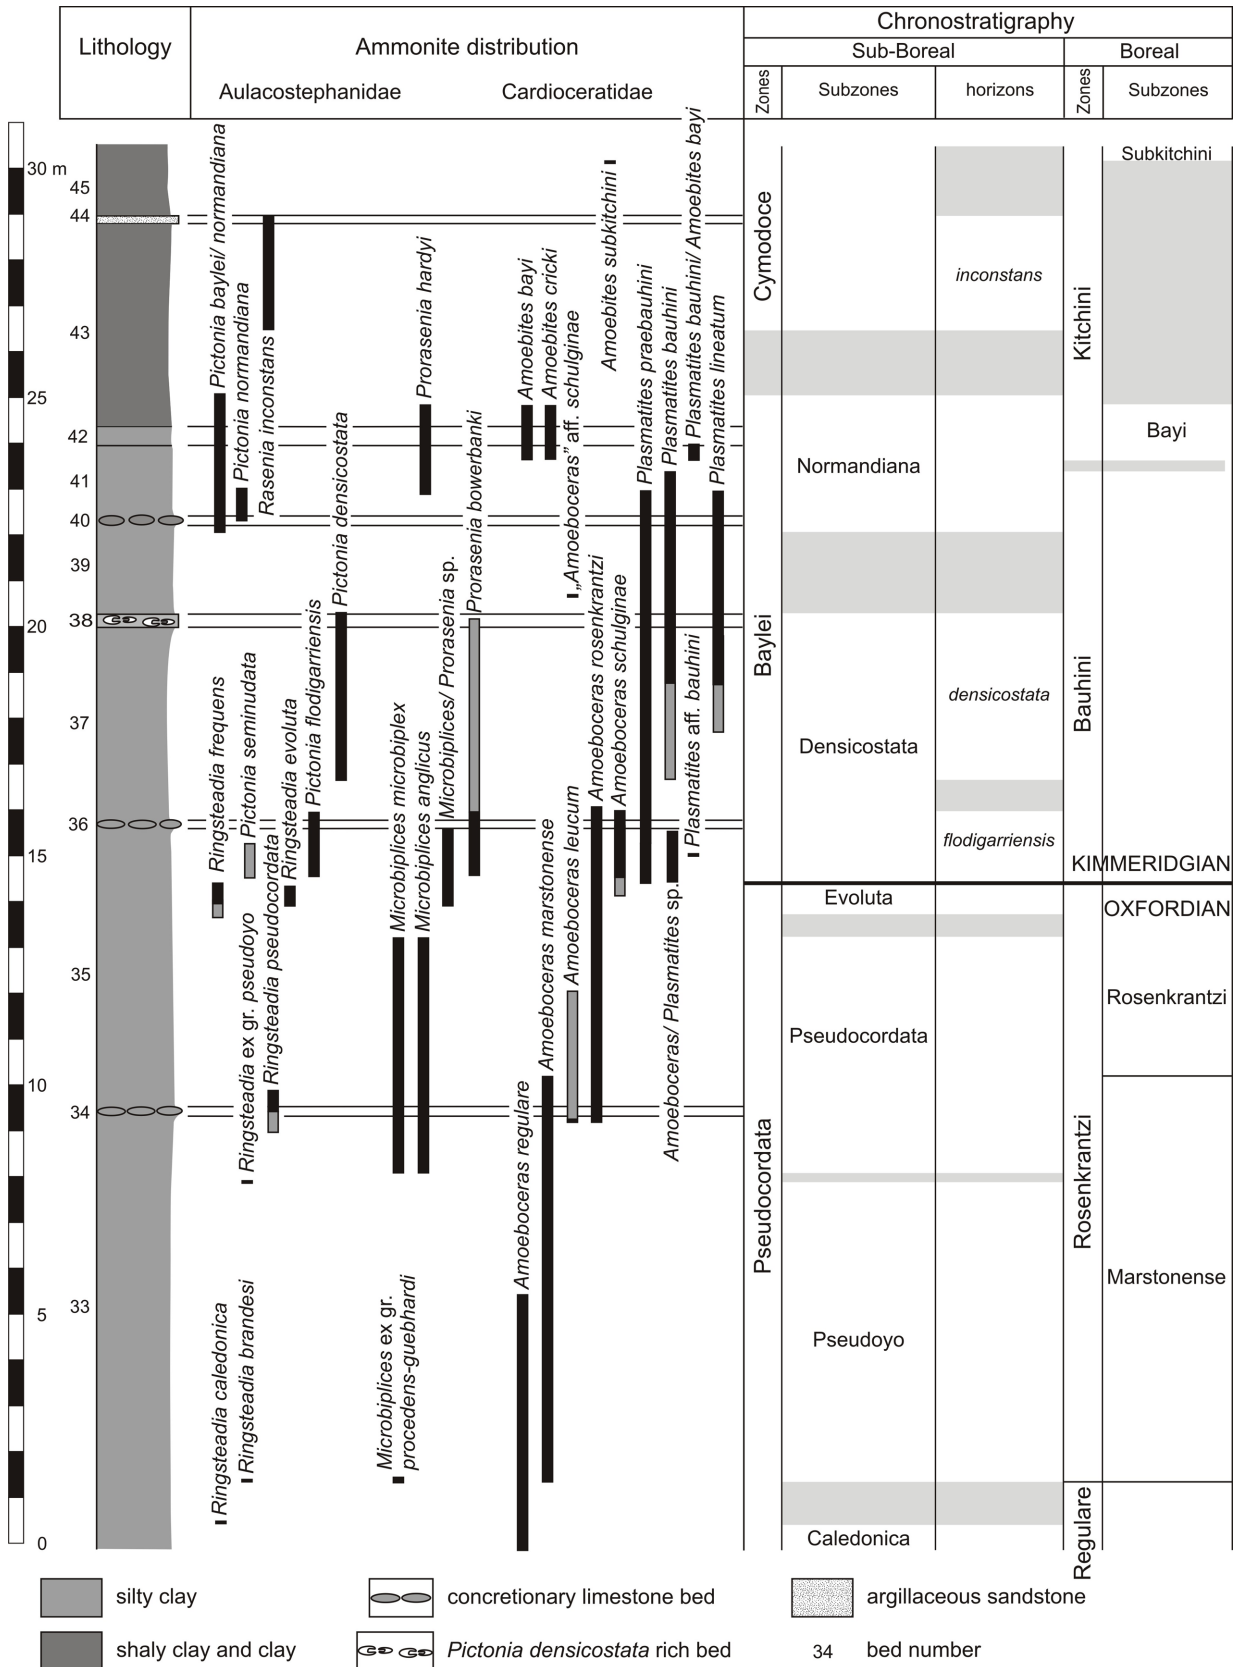 Lithology
Ammonite distribution
Aulacostephanidae
Cardioceratidae
Chronostratigraphy
Sub-Boreal
Boreal
Zones
Subzones
horizons
Zones
Subzones
30 m
25
20
15
10
5
0
45
44
43
42
41
40
39
38
37
36
35
34
33
Pictonia baylei/ normandiana
Pictonia normandiana
Rasenia inconstans
Pictonia densicostata
Prorasenia hardyi
Prorasenia bowerbanki
Amoebites bayi
Amoebites cricki
„Amoeboceras” aff. schulginae
Amoebites subkitchini
Plasmatites praebauhini
Plasmatites bauhini
Plasmatites bauhini/ Amoebites bayi
Plasmatites lineatum
Ringsteadia frequens
Pictonia seminudata
Ringsteadia evoluta
Pictonia flodigarriensis
Microbiplices microbiplex
Microbiplices anglicus
Microbiplices/ Prorasenia sp.
Amoeboceras rosenkrantzi
Amoeboceras schulginae
Plasmatites aff. bauhini
Ringsteadia ex gr. pseudoyo
Ringsteadia pseudocordata
Amoeboceras marstonense
Amoeboceras leucum
Amoeboceras/ Plasmatites sp.
Amoeboceras regulare
Ringsteadia caledonica
Ringsteadia brandesi
Microbiplices ex gr.
procedens-guebhardi
Cymodoce
Baylei
Pseudocordata
Normandiana
Densicostata
Evoluta
Pseudocordata
Pseudoyo
Caledonica
inconstans
densicostata
flodigarriensis
Kitchini
Bauhini
Rosenkrantzi
Regulare
Subkitchini
Bayi
KIMMERIDGIAN
OXFORDIAN
Rosenkrantzi
Marstonense
silty clay
concretionary limestone bed
argillaceous sandstone
shaly clay and clay
Pictonia densicostata rich bed
34
bed number